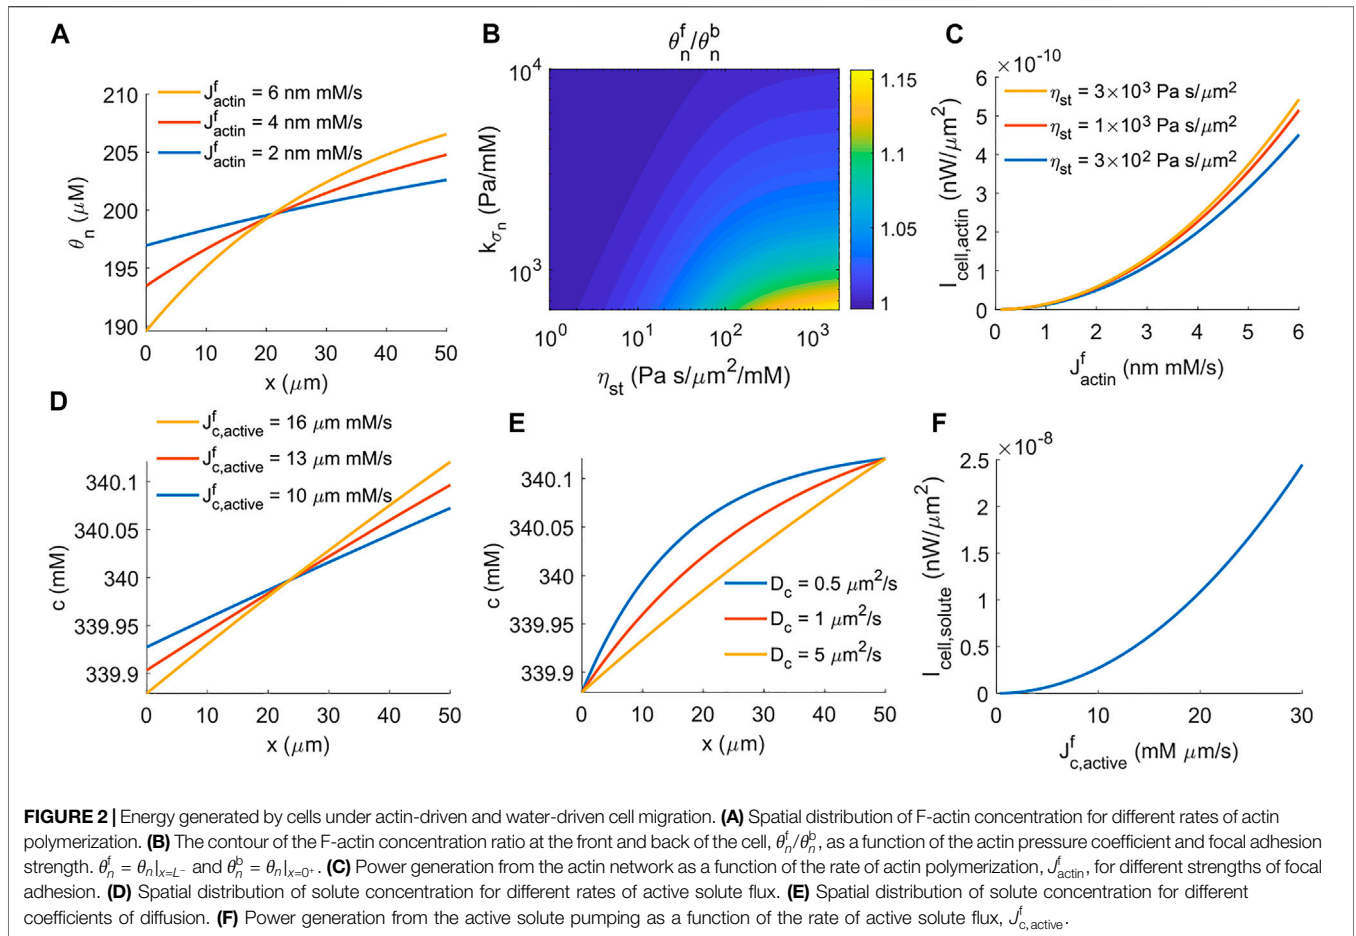 A
J^f_actin = 6 nm mM/s
J^f_actin = 4 nm mM/s
J^f_actin = 2 nm mM/s
210
205
200
195
190
θ_n (μM)
0 10 20 30 40 50
x (μm)
B
θ_n^f/θ_n^b
10^4
10^3
k_σn (Pa/mM)
10^0 10^1 10^2 10^3
η_st (Pa s/μm^2/mM)
1.15
1.1
1.05
1
C
×10^-10
η_st = 3×10^3 Pa s/μm^2
η_st = 1×10^3 Pa s/μm^2
η_st = 3×10^2 Pa s/μm^2
6
5
4
3
2
1
0
I_cell,actin (nW/μm^2)
0 1 2 3 4 5 6
J^f_actin (nm mM/s)
D
J^f_c,active = 16 μm mM/s
J^f_c,active = 13 μm mM/s
J^f_c,active = 10 μm mM/s
340.1
340.05
340
339.95
339.9
c (mM)
0 10 20 30 40 50
x (μm)
E
340.1
340.05
340
339.95
339.9
c (mM)
D_c = 0.5 μm^2/s
D_c = 1 μm^2/s
D_c = 5 μm^2/s
0 10 20 30 40 50
x (μm)
F
×10^-8
2.5
2
1.5
1
0.5
0
I_cell,solute (nW/μm^2)
0 10 20 30
J^f_c,active (mM μm/s)
FIGURE 2 | Energy generated by cells under actin-driven and water-driven cell migration. (A) Spatial distribution of F-actin concentration for different rates of actin
polymerization. (B) The contour of the F-actin concentration ratio at the front and back of the cell, θ_n^f/θ_n^b, as a function of the actin pressure coefficient and focal adhesion
strength. θ_n^f = θ_n|_x=L^- and θ_n^b = θ_n|_x=0^+. (C) Power generation from the actin network as a function of the rate of actin polymerization, J^f_actin, for different strengths of focal
adhesion. (D) Spatial distribution of solute concentration for different rates of active solute flux. (E) Spatial distribution of solute concentration for different
coefficients of diffusion. (F) Power generation from the active solute pumping as a function of the rate of active solute flux, J^f_c,active.